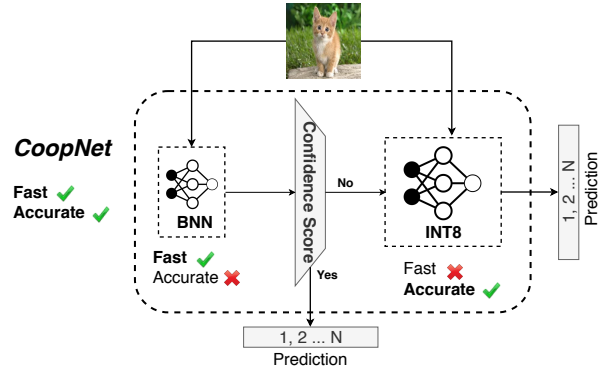 CoopNet
Fast
Accurate
BNN
Fast
Accurate
Confidence Score
No
Yes
INT8
Fast
Accurate
1, 2 ... N
Prediction
1, 2 ... N
Prediction